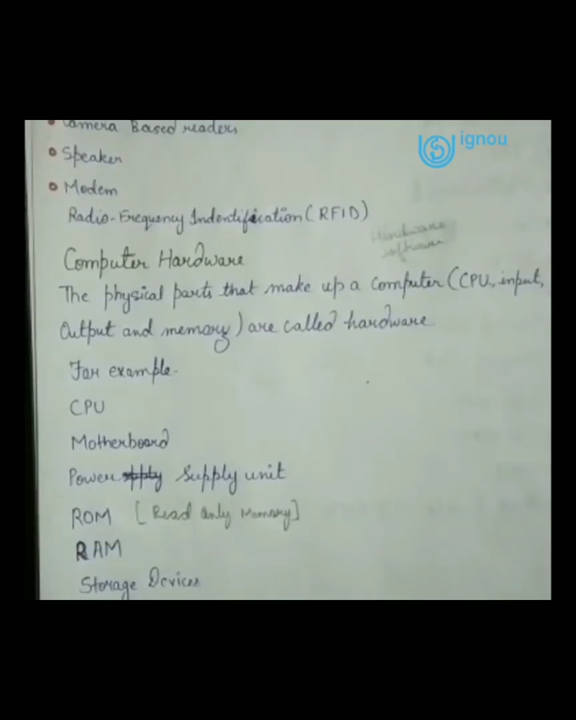 • Camera Based readers
• Speaker
ignou
• Modem
Radio-Frequency Indentification (RFID)
Hardware
software
Computer Hardware
The physical parts that make up a computer (CPU, input,
Output and memory) are called hardware
For example-
CPU
Motherboard
Power supply unit
ROM [Read Only Memory]
RAM
Storage Devices